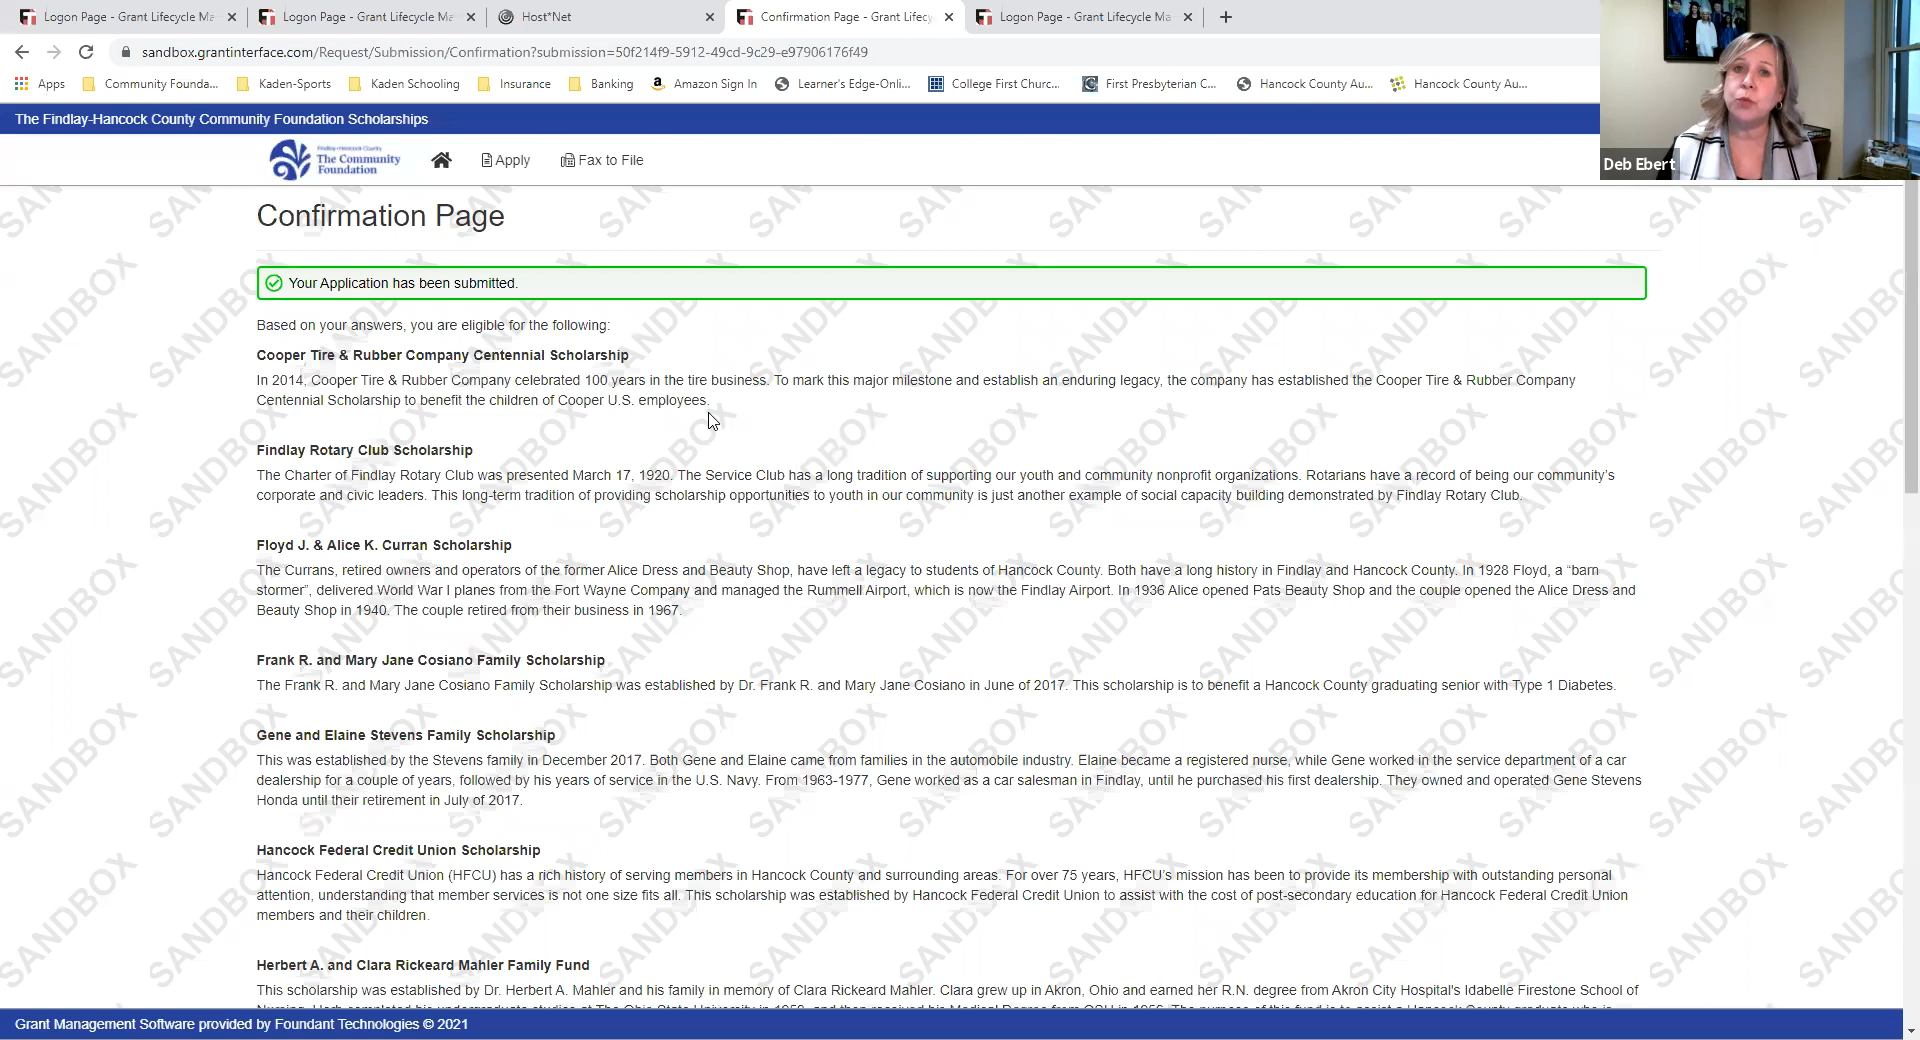 Logon Page - Grant Lifecycle Ma
Logon Page - Grant Lifecycle Ma
Host*Net
Confirmation Page - Grant Lifecy
Logon Page - Grant Lifecycle Ma
sandbox.grantinterface.com/Request/Submission/Confirmation?submission=50f214f9-5912-49cd-9c29-e97906176f49
Apps
Community Founda...
Kaden-Sports
Kaden Schooling
Insurance
Banking
Amazon Sign In
Learner's Edge-Onli...
College First Churc...
First Presbyterian C...
Hancock County Au...
Hancock County Au...
Deb Ebert
The Findlay-Hancock County Community Foundation Scholarships
Findlay-Hancock County
The Community
Foundation
Apply
Fax to File
Confirmation Page
Your Application has been submitted.
Based on your answers, you are eligible for the following:
Cooper Tire & Rubber Company Centennial Scholarship
In 2014, Cooper Tire & Rubber Company celebrated 100 years in the tire business. To mark this major milestone and establish an enduring legacy, the company has established the Cooper Tire & Rubber Company
Centennial Scholarship to benefit the children of Cooper U.S. employees.
Findlay Rotary Club Scholarship
The Charter of Findlay Rotary Club was presented March 17, 1920. The Service Club has a long tradition of supporting our youth and community nonprofit organizations. Rotarians have a record of being our community's
corporate and civic leaders. This long-term tradition of providing scholarship opportunities to youth in our community is just another example of social capacity building demonstrated by Findlay Rotary Club.
Floyd J. & Alice K. Curran Scholarship
The Currans, retired owners and operators of the former Alice Dress and Beauty Shop, have left a legacy to students of Hancock County. Both have a long history in Findlay and Hancock County. In 1928 Floyd, a "barn
stormer", delivered World War I planes from the Fort Wayne Company and managed the Rummell Airport, which is now the Findlay Airport. In 1936 Alice opened Pats Beauty Shop and the couple opened the Alice Dress and
Beauty Shop in 1940. The couple retired from their business in 1967.
Frank R. and Mary Jane Cosiano Family Scholarship
The Frank R. and Mary Jane Cosiano Family Scholarship was established by Dr. Frank R. and Mary Jane Cosiano in June of 2017. This scholarship is to benefit a Hancock County graduating senior with Type 1 Diabetes.
Gene and Elaine Stevens Family Scholarship
This was established by the Stevens family in December 2017. Both Gene and Elaine came from families in the automobile industry. Elaine became a registered nurse, while Gene worked in the service department of a car
dealership for a couple of years, followed by his years of service in the U.S. Navy. From 1963-1977, Gene worked as a car salesman in Findlay, until he purchased his first dealership. They owned and operated Gene Stevens
Honda until their retirement in July of 2017.
Hancock Federal Credit Union Scholarship
Hancock Federal Credit Union (HFCU) has a rich history of serving members in Hancock County and surrounding areas. For over 75 years, HFCU's mission has been to provide its membership with outstanding personal
attention, understanding that member services is not one size fits all. This scholarship was established by Hancock Federal Credit Union to assist with the cost of post-secondary education for Hancock Federal Credit Union
members and their children.
Herbert A. and Clara Rickeard Mahler Family Fund
This scholarship was established by Dr. Herbert A. Mahler and his family in memory of Clara Rickeard Mahler. Clara grew up in Akron, Ohio and earned her R.N. degree from Akron City Hospital's Idabelle Firestone School of
Grant Management Software provided by Foundant Technologies © 2021
SANDBOX